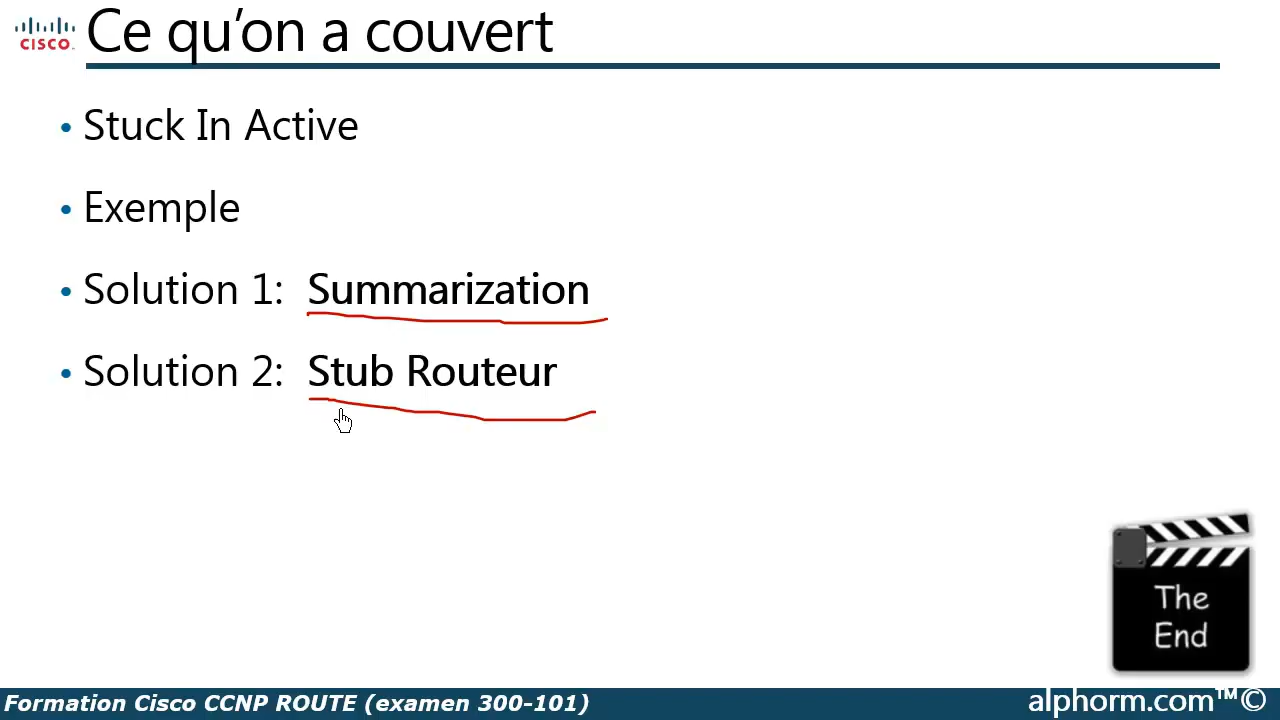 CISCO
Ce qu’on a couvert
• Stuck In Active
• Exemple
• Solution 1: Summarization
• Solution 2: Stub Routeur
The
End
Formation Cisco CCNP ROUTE (examen 300-101)
alphorm.com™©